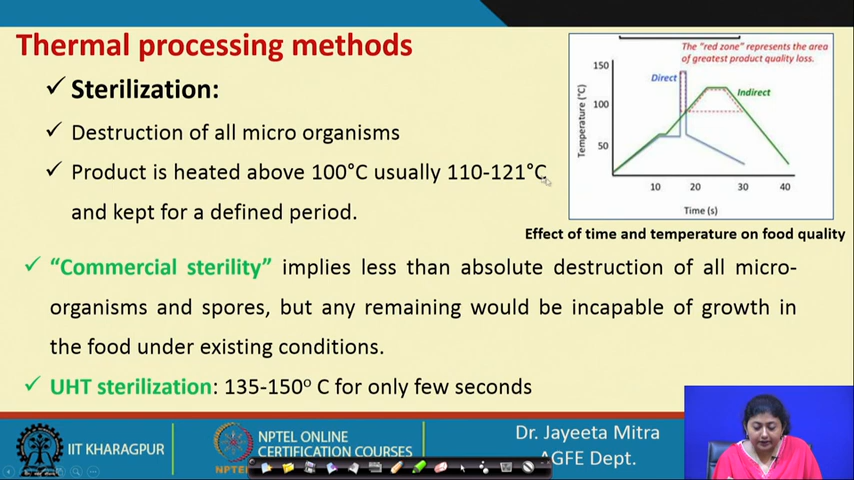 Thermal processing methods
✓ Sterilization:
✓ Destruction of all micro organisms
✓ Product is heated above 100°C usually 110-121°C
and kept for a defined period.
The "red zone" represents the area
of greatest product quality loss.
150
Direct
Indirect
100
Temperature (°C)
50
10 20 30 40
Time (s)
Effect of time and temperature on food quality
✓ “Commercial sterility” implies less than absolute destruction of all micro-
organisms and spores, but any remaining would be incapable of growth in
the food under existing conditions.
✓ UHT sterilization: 135-150° C for only few seconds
IIT KHARAGPUR
NPTEL
NPTEL ONLINE
CERTIFICATION COURSES
Dr. Jayeeta Mitra
AGFE Dept.